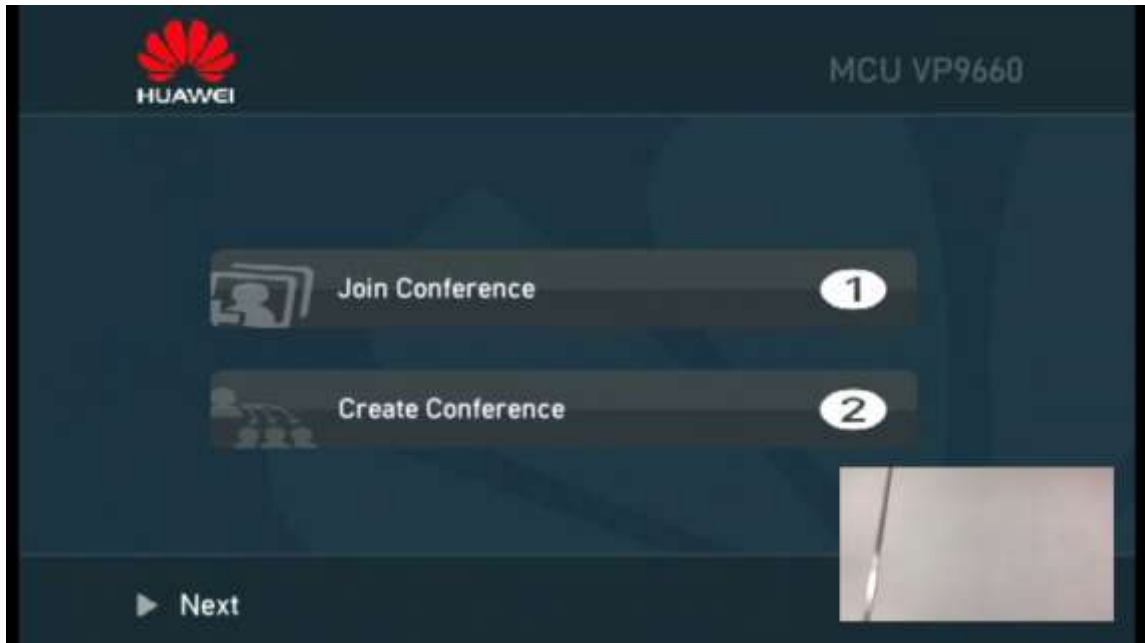 HUAWEI
MCU VP9660
Join Conference
1
Create Conference
2
Next